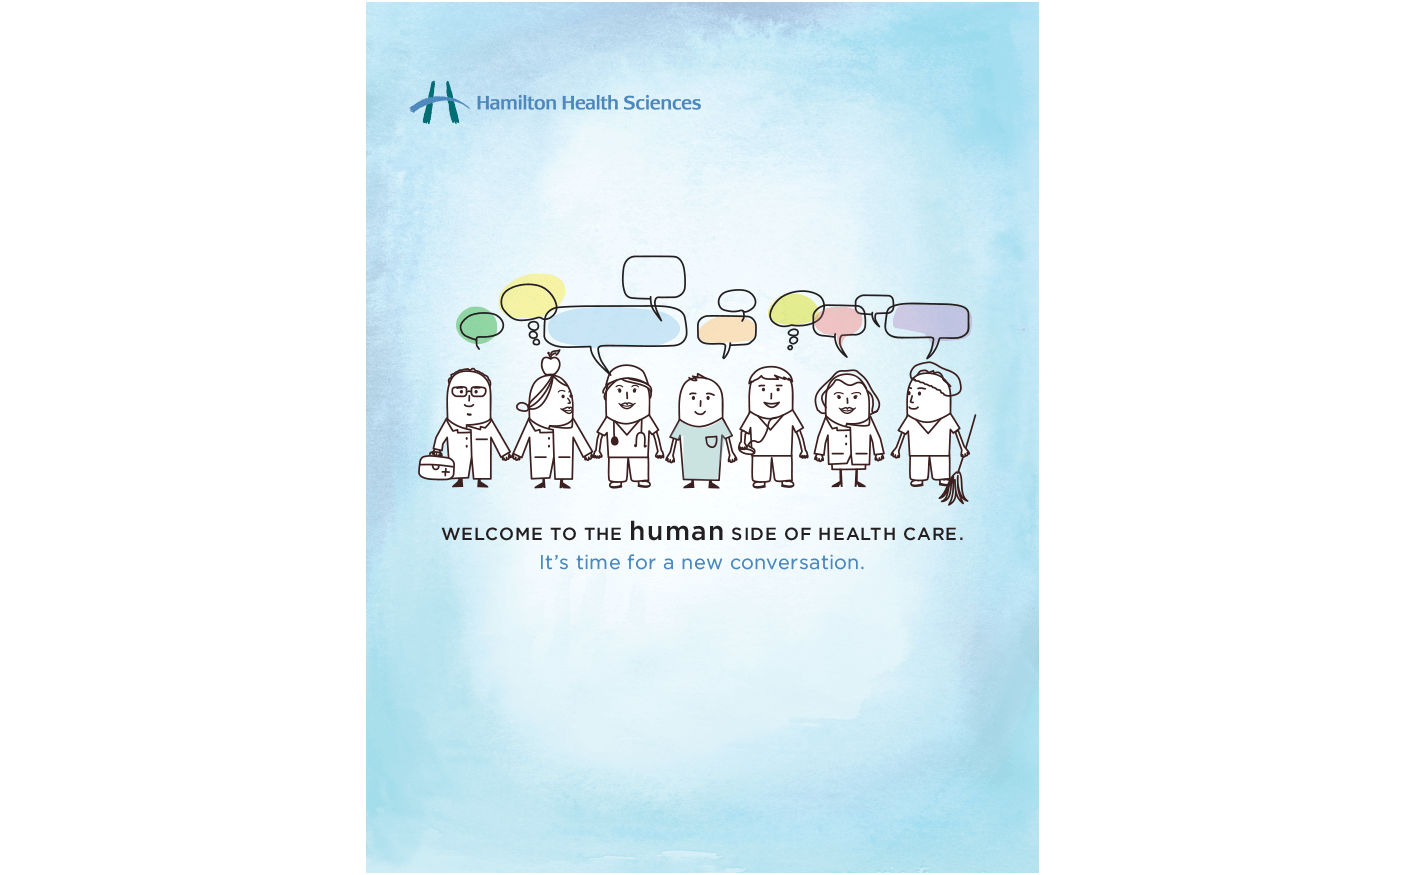 Hamilton Health Sciences
WELCOME TO THE human SIDE OF HEALTH CARE.
It’s time for a new conversation.